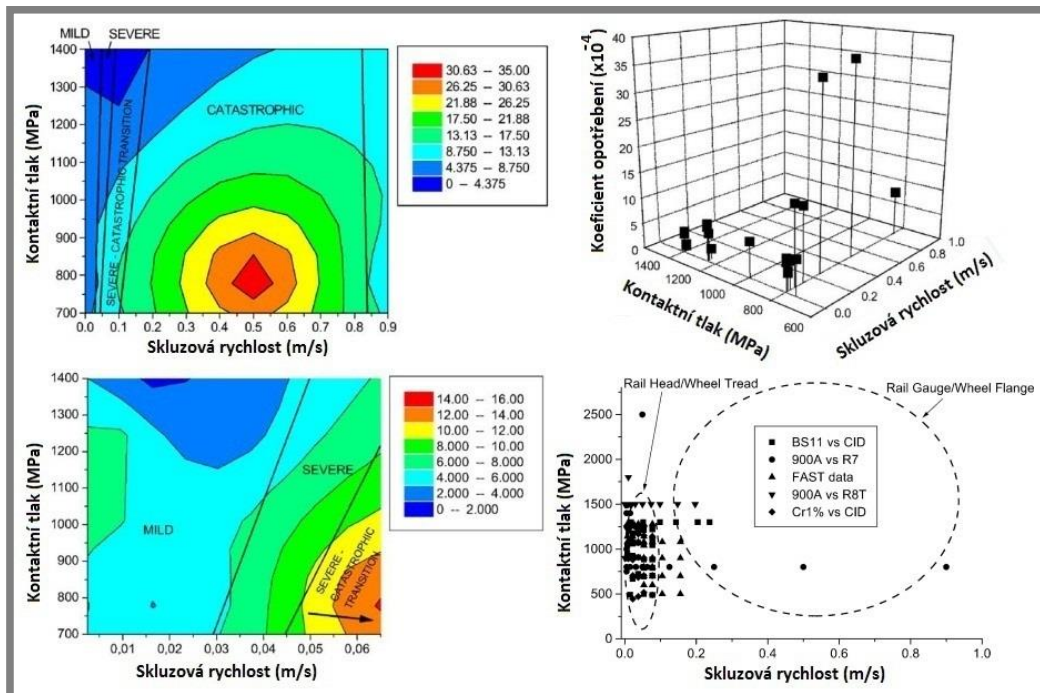 MILD SEVERE
1400
1300
1200
1100
1000
900
800
700
Kontaktní tlak (MPa)
CATASTROPHIC
SEVERE - CATASTROPHIC TRANSITION
0.0 0.1 0.2 0.3 0.4 0.5 0.6 0.7 0.8 0.9
Skluzová rychlost (m/s)
30.63 -- 35.00
26.25 -- 30.63
21.88 -- 26.25
17.50 -- 21.88
13.13 -- 17.50
8.750 -- 13.13
4.375 -- 8.750
0 -- 4.375
Koeficient opotřebení (x10⁻⁴)
40
35
30
25
20
15
10
5
0
1400 1200 1000 800 600
Kontaktní tlak (MPa)
0.0 0.2 0.4 0.6 0.8 1.0
Skluzová rychlost (m/s)
1400
1300
1200
1100
1000
900
800
700
Kontaktní tlak (MPa)
MILD
SEVERE
SEVERE -
CATASTROPHIC
TRANSITION
0,01 0,02 0,03 0,04 0,05 0,06
Skluzová rychlost (m/s)
14.00 -- 16.00
12.00 -- 14.00
10.00 -- 12.00
8.000 -- 10.00
6.000 -- 8.000
4.000 -- 6.000
2.000 -- 4.000
0 -- 2.000
Rail Head/Wheel Tread
Rail Gauge/Wheel Flange
2500
2000
1500
1000
500
0
Kontaktní tlak (MPa)
BS11 vs CID
900A vs R7
FAST data
900A vs R8T
Cr1% vs CID
0.0 0.2 0.4 0.6 0.8 1.0
Skluzová rychlost (m/s)